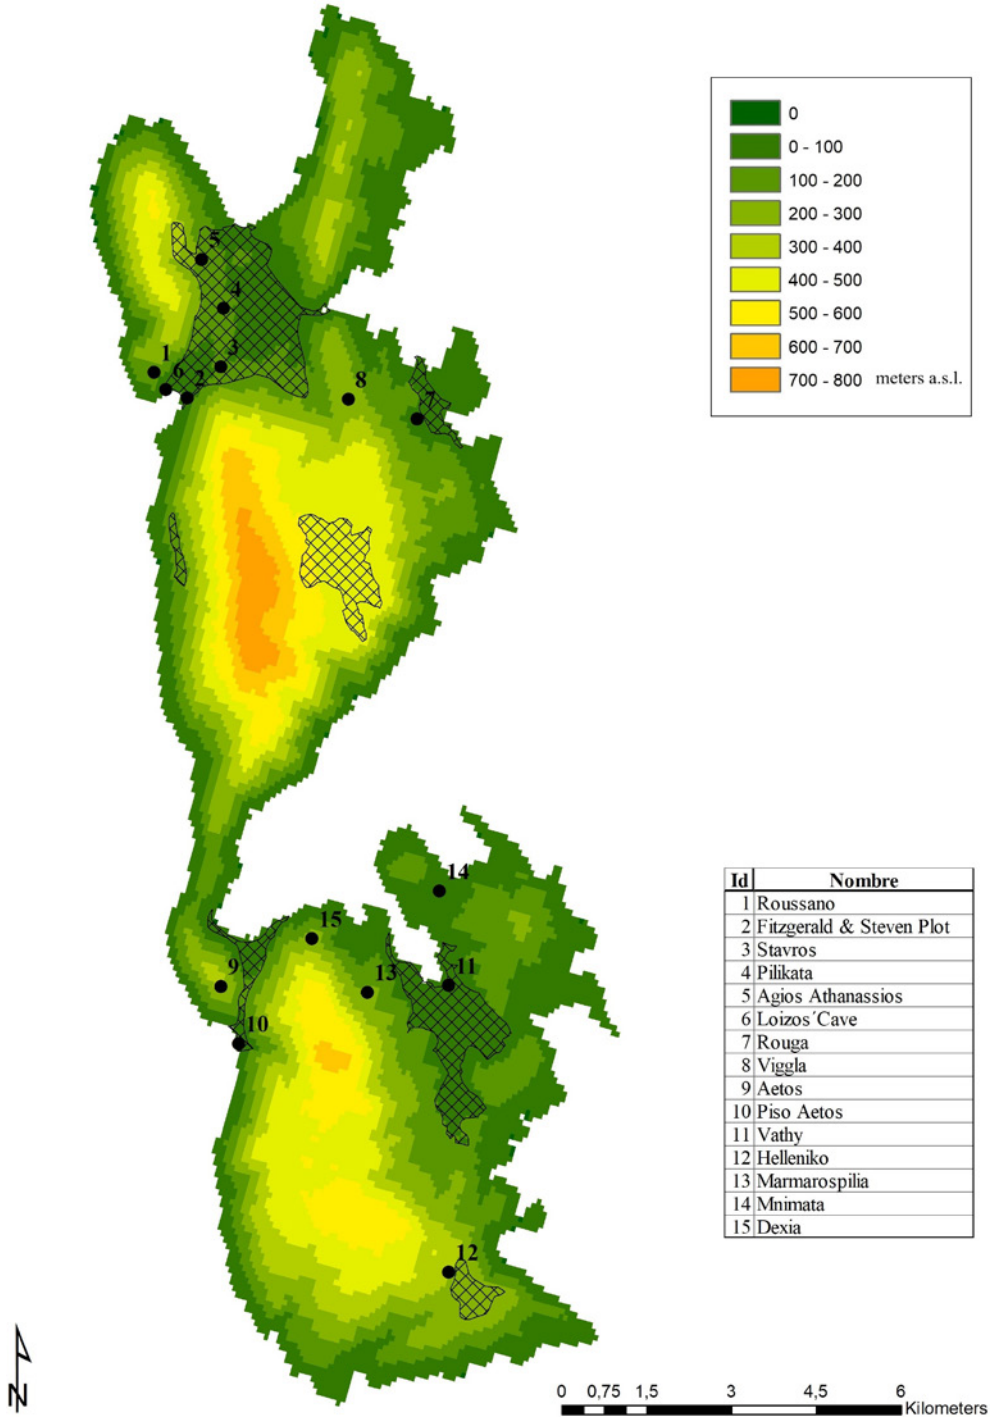 0
0 - 100
100 - 200
200 - 300
300 - 400
400 - 500
500 - 600
600 - 700
700 - 800 meters a.s.l.
5
4
3
1
6
2
8
7
14
15
13
11
9
10
12
Id Nombre
1 Roussano
2 Fitzgerald & Steven Plot
3 Stavros
4 Pilikata
5 Agios Athanassios
6 Loizos´Cave
7 Rouga
8 Viggla
9 Aetos
10 Piso Aetos
11 Vathy
12 Helleniko
13 Marmarospilia
14 Mnimata
15 Dexia
N
0 0,75 1,5 3 4,5 6
Kilometers